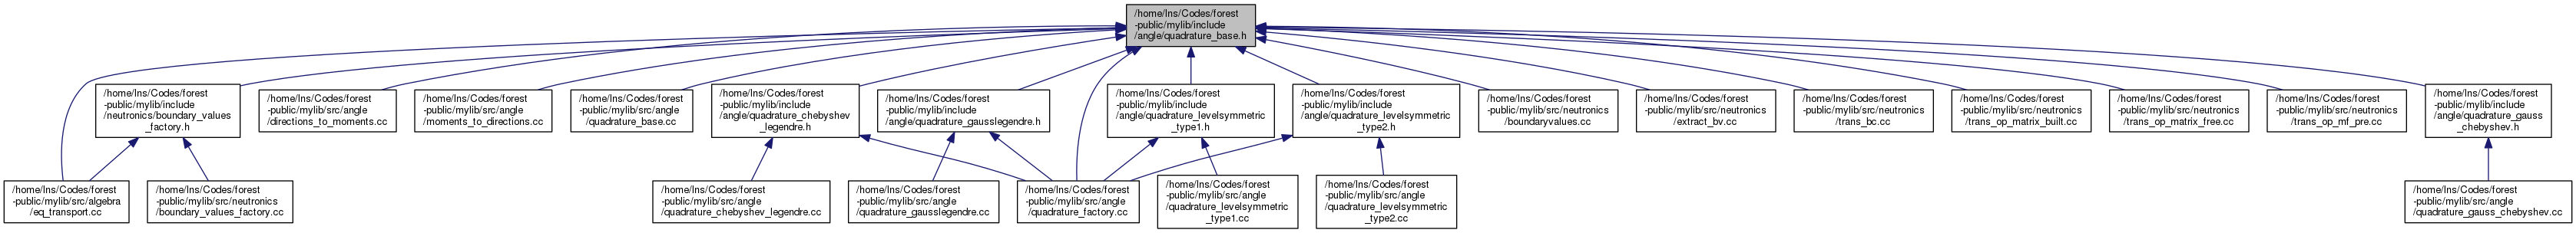 /home/lns/Codes/forest
-public/mylib/include
/angle/quadrature_base.h
/home/lns/Codes/forest
-public/mylib/include
/neutronics/boundary_values
_factory.h
/home/lns/Codes/forest
-public/mylib/src/angle
/directions_to_moments.cc
/home/lns/Codes/forest
-public/mylib/src/angle
/moments_to_directions.cc
/home/lns/Codes/forest
-public/mylib/src/angle
/quadrature_base.cc
/home/lns/Codes/forest
-public/mylib/include
/angle/quadrature_chebyshev
_legendre.h
/home/lns/Codes/forest
-public/mylib/include
/angle/quadrature_gausslegendre.h
/home/lns/Codes/forest
-public/mylib/include
/angle/quadrature_levelsymmetric
_type1.h
/home/lns/Codes/forest
-public/mylib/include
/angle/quadrature_levelsymmetric
_type2.h
/home/lns/Codes/forest
-public/mylib/src/neutronics
/boundaryvalues.cc
/home/lns/Codes/forest
-public/mylib/src/neutronics
/extract_bv.cc
/home/lns/Codes/forest
-public/mylib/src/neutronics
/trans_bc.cc
/home/lns/Codes/forest
-public/mylib/src/neutronics
/trans_op_matrix_built.cc
/home/lns/Codes/forest
-public/mylib/src/neutronics
/trans_op_matrix_free.cc
/home/lns/Codes/forest
-public/mylib/src/neutronics
/trans_op_mf_pre.cc
/home/lns/Codes/forest
-public/mylib/include
/angle/quadrature_gauss
_chebyshev.h
/home/lns/Codes/forest
-public/mylib/src/algebra
/eq_transport.cc
/home/lns/Codes/forest
-public/mylib/src/neutronics
/boundary_values_factory.cc
/home/lns/Codes/forest
-public/mylib/src/angle
/quadrature_chebyshev_legendre.cc
/home/lns/Codes/forest
-public/mylib/src/angle
/quadrature_gausslegendre.cc
/home/lns/Codes/forest
-public/mylib/src/angle
/quadrature_factory.cc
/home/lns/Codes/forest
-public/mylib/src/angle
/quadrature_levelsymmetric
_type1.cc
/home/lns/Codes/forest
-public/mylib/src/angle
/quadrature_levelsymmetric
_type2.cc
/home/lns/Codes/forest
-public/mylib/src/angle
/quadrature_gauss_chebyshev.cc